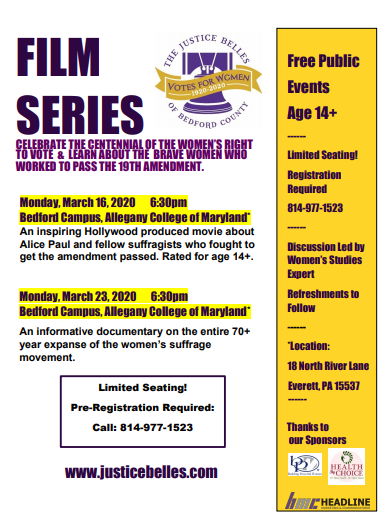 FILM
SERIES
THE JUSTICE BELLES
VOTES FOR WOMEN
1920-2020
OF BEDFORD COUNTY
CELEBRATE THE CENTENNIAL OF THE WOMEN'S RIGHT
TO VOTE & LEARN ABOUT THE BRAVE WOMEN WHO
WORKED TO PASS THE 19TH AMENDMENT.
Monday, March 16, 2020 6:30pm
Bedford Campus, Allegany College of Maryland*
An inspiring Hollywood produced movie about
Alice Paul and fellow suffragists who fought to
get the amendment passed. Rated for age 14+.
Monday, March 23, 2020 6:30pm
Bedford Campus, Allegany College of Maryland*
An informative documentary on the entire 70+
year expanse of the women's suffrage
movement.
Limited Seating!
Pre-Registration Required:
Call: 814-977-1523
www.justicebelles.com
Free Public
Events
Age 14+
------
Limited Seating!
Registration
Required
814-977-1523
------
Discussion Led by
Women's Studies
Expert
Refreshments to
Follow
------
*Location:
18 North River Lane
Everett, PA 15537
------
Thanks to
our Sponsors
HEALTH
CHOICE
hmc HEADLINE